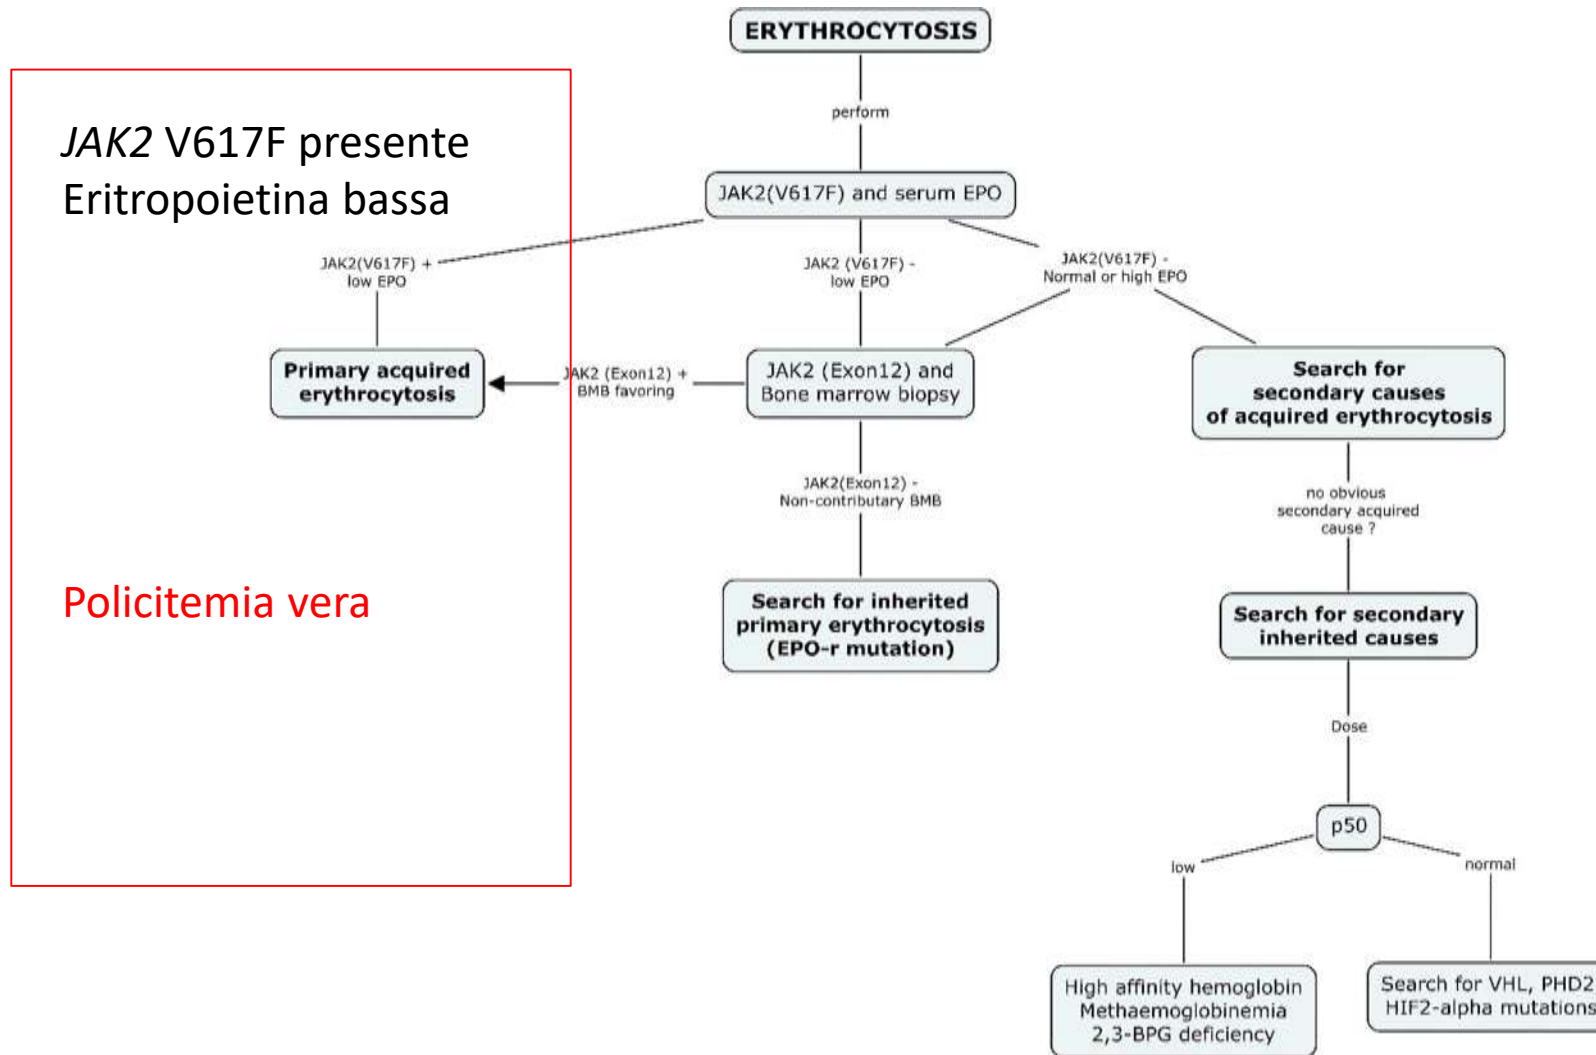 ERYTHROCYTOSIS
perform
JAK2 V617F presente
Eritropoietina bassa
JAK2(V617F) and serum EPO
JAK2(V617F) +
low EPO
JAK2 (V617F) -
low EPO
JAK2(V617F) -
Normal or high EPO
Primary acquired
erythrocytosis
JAK2 (Exon12) +
BMB favoring
JAK2 (Exon12) and
Bone marrow biopsy
Search for
secondary causes
of acquired erythrocytosis
JAK2(Exon12) -
Non-contributary BMB
no obvious
secondary acquired
cause ?
Policitemia vera
Search for inherited
primary erythrocytosis
(EPO-r mutation)
Search for secondary
inherited causes
Dose
p50
low
normal
High affinity hemoglobin
Methaemoglobinemia
2,3-BPG deficiency
Search for VHL, PHD2
HIF2-alpha mutations